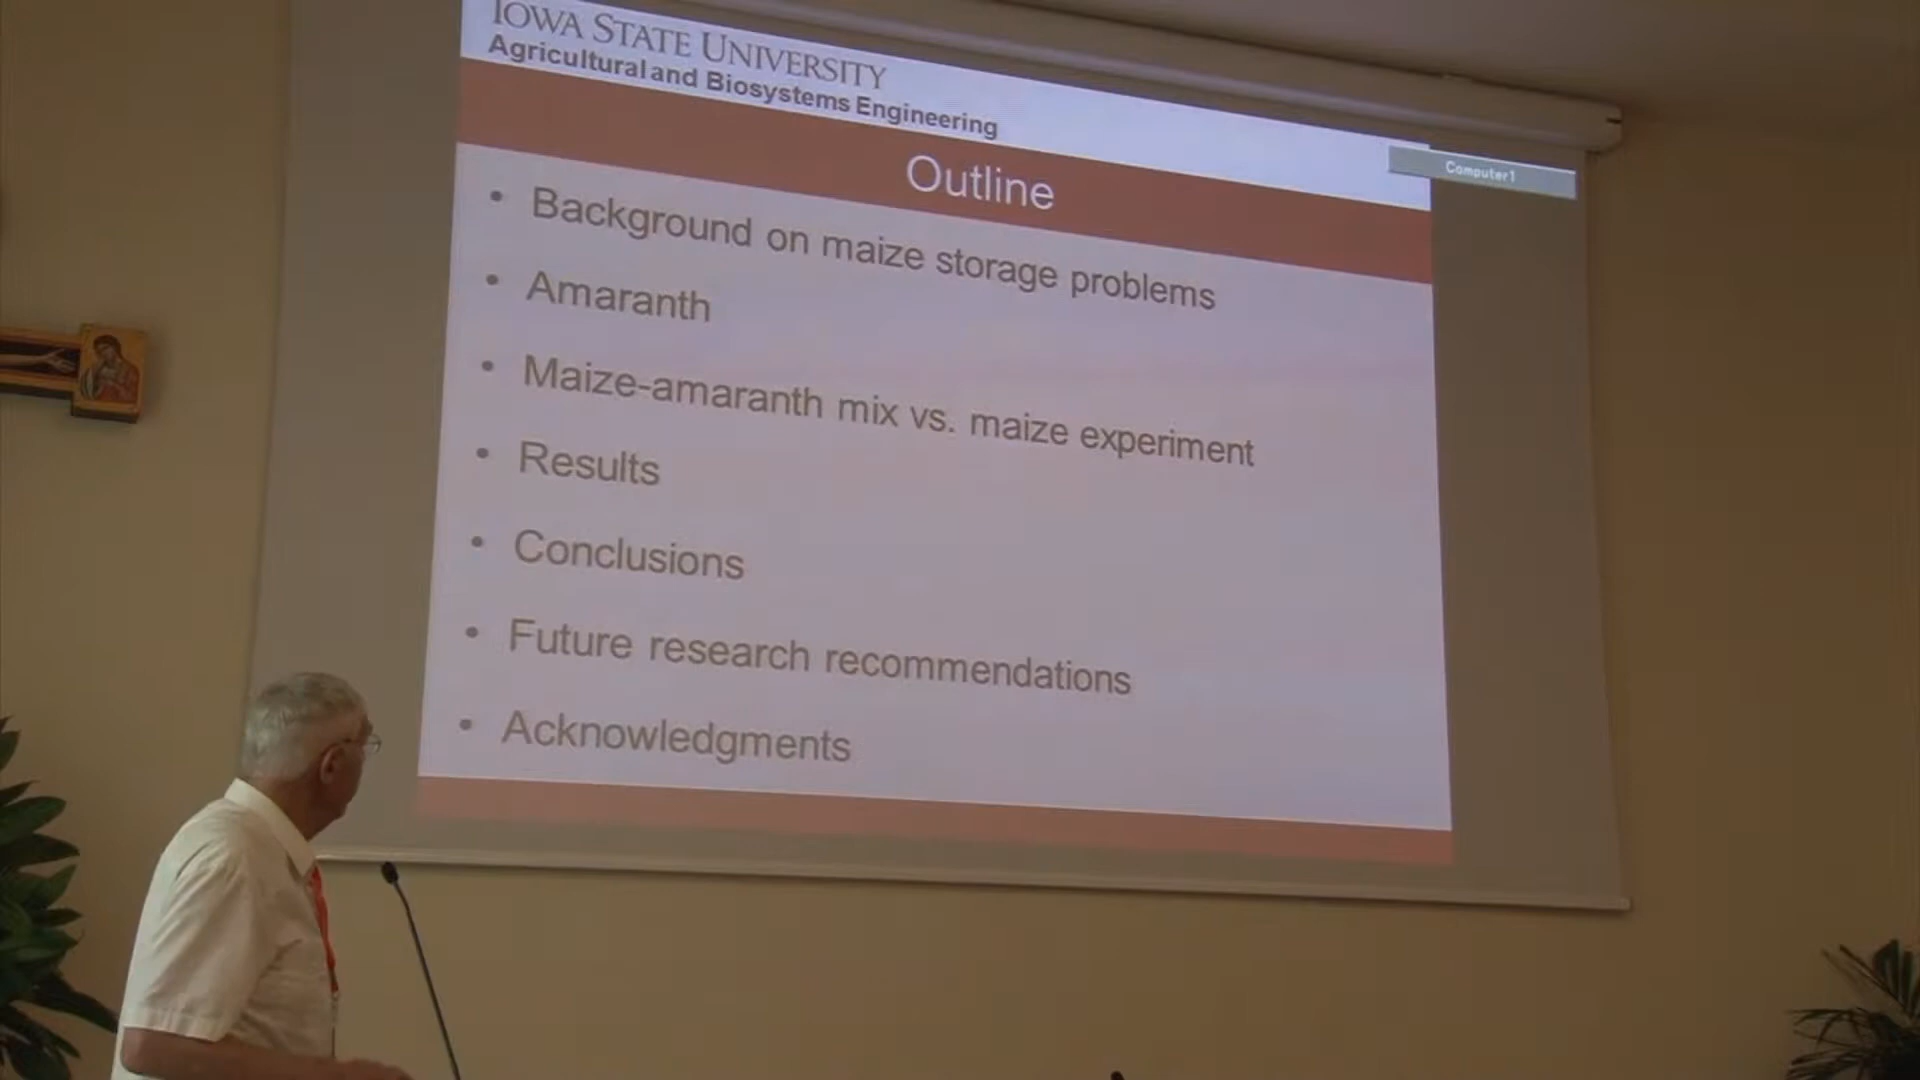 IOWA STATE UNIVERSITY
Agricultural and Biosystems Engineering
Outline
Computer1
• Background on maize storage problems
• Amaranth
• Maize-amaranth mix vs. maize experiment
• Results
• Conclusions
• Future research recommendations
• Acknowledgments